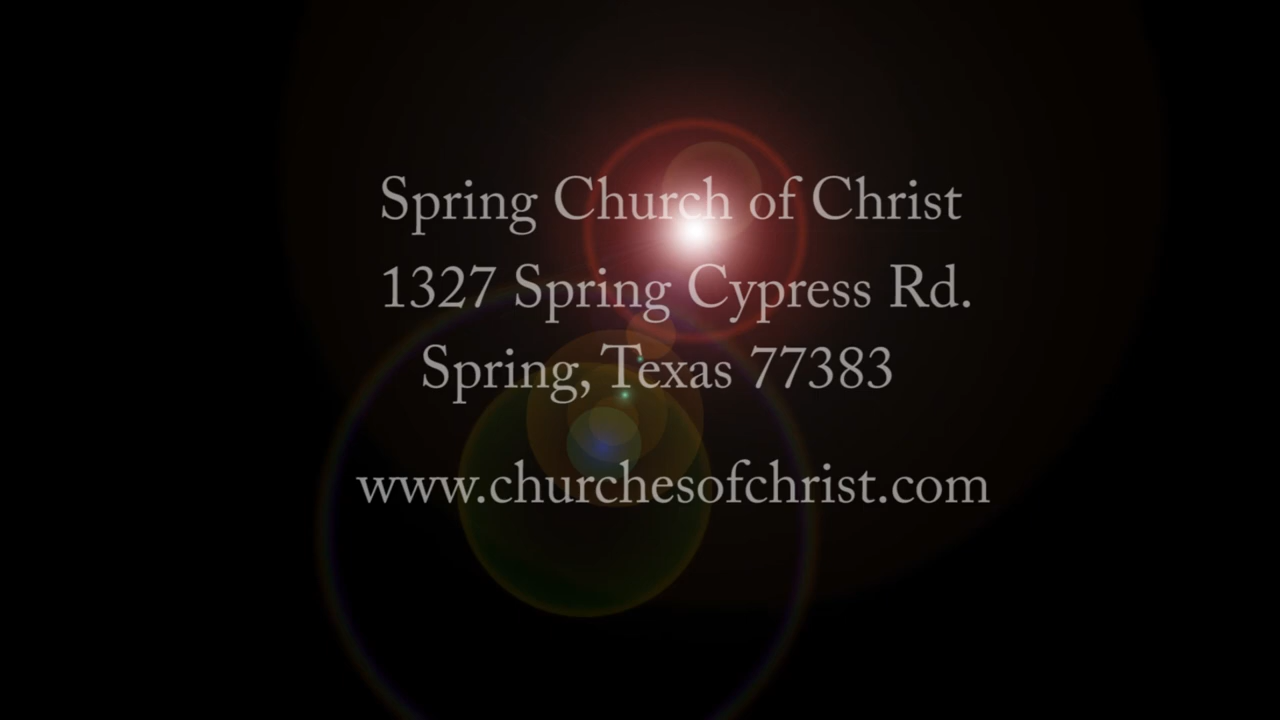 Spring Church of Christ
1327 Spring Cypress Rd.
Spring, Texas 77383
www.churchesofchrist.com